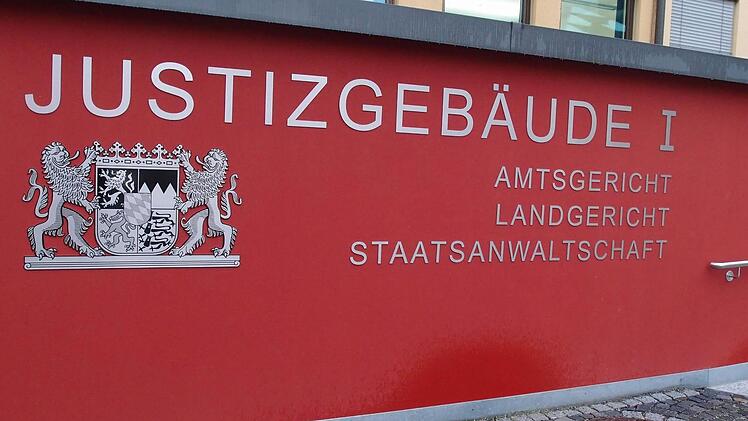 JUSTIZGEBÄUDE I
AMTSGERICHT
LANDGERICHT
STAATSANWALTSCHAFT